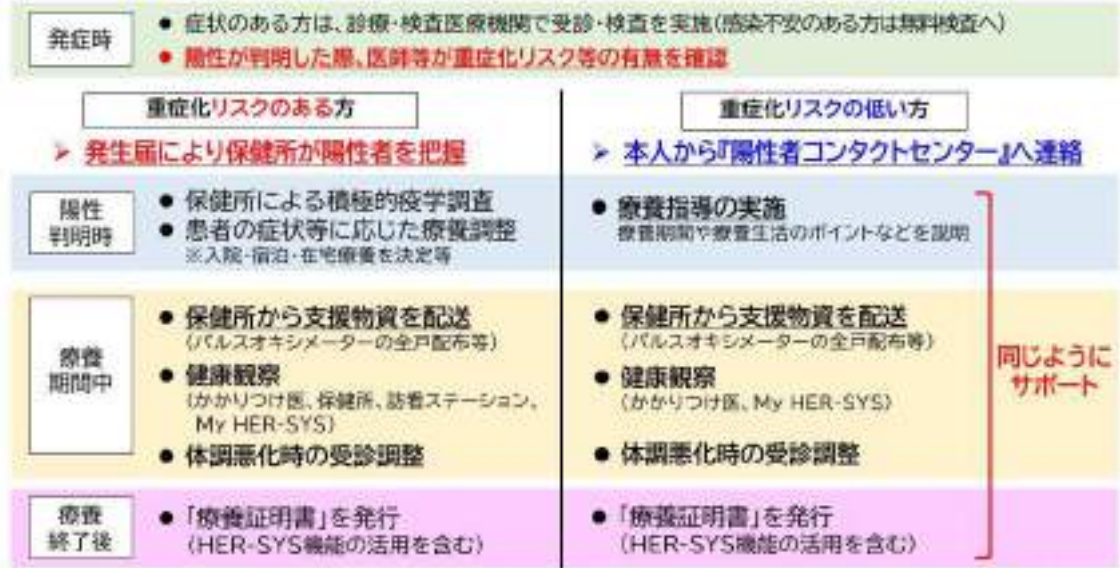 発症時
● 症状のある方は、診療・検査医療機関で受診・検査を実施(感染不安のある方は無料検査へ)
● 陽性が判明した際、医師等が重症化リスク等の有無を確認
重症化リスクのある方
➢ 発生届により保健所が陽性者を把握
重症化リスクの低い方
➢ 本人から『陽性者コンタクトセンター』へ連絡
陽性
判明時
● 保健所による積極的疫学調査
● 患者の症状等に応じた療養調整
※入院・宿泊・在宅療養を決定等
● 療養指導の実施
療養期間や療養生活のポイントなどを説明
療養
期間中
● 保健所から支援物資を配送
(パルスオキシメーターの全戸配布等)
● 健康観察
(かかりつけ医、保健所、訪看ステーション、
My HER-SYS)
● 体調悪化時の受診調整
● 保健所から支援物資を配送
(パルスオキシメーターの全戸配布等)
● 健康観察
(かかりつけ医、My HER-SYS)
● 体調悪化時の受診調整
同じように
サポート
療養
終了後
● 「療養証明書」を発行
(HER-SYS機能の活用を含む)
● 「療養証明書」を発行
(HER-SYS機能の活用を含む)